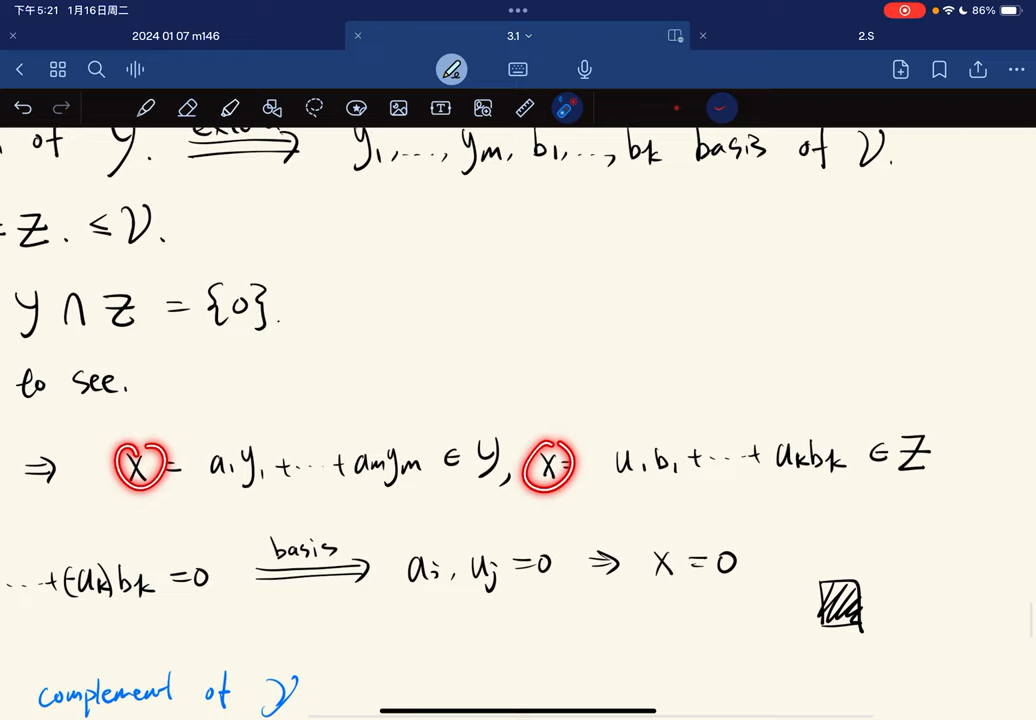 下午5:21 1月16日周二
86%
2024 01 07 m146
3.1
2.S
of Y. ⟹ y1,...., ym, b1,..., bk basis of V.
= Z. ≤ V.
Y ∩ Z = {0}.
to see.
⇒ x = a1y1 +...+ amym ∈ Y, x = u1b1 +...+ ukbk ∈ Z
...+(-uk)bk = 0 basis ⟹ ai, uj = 0 ⇒ x = 0
complement of Y